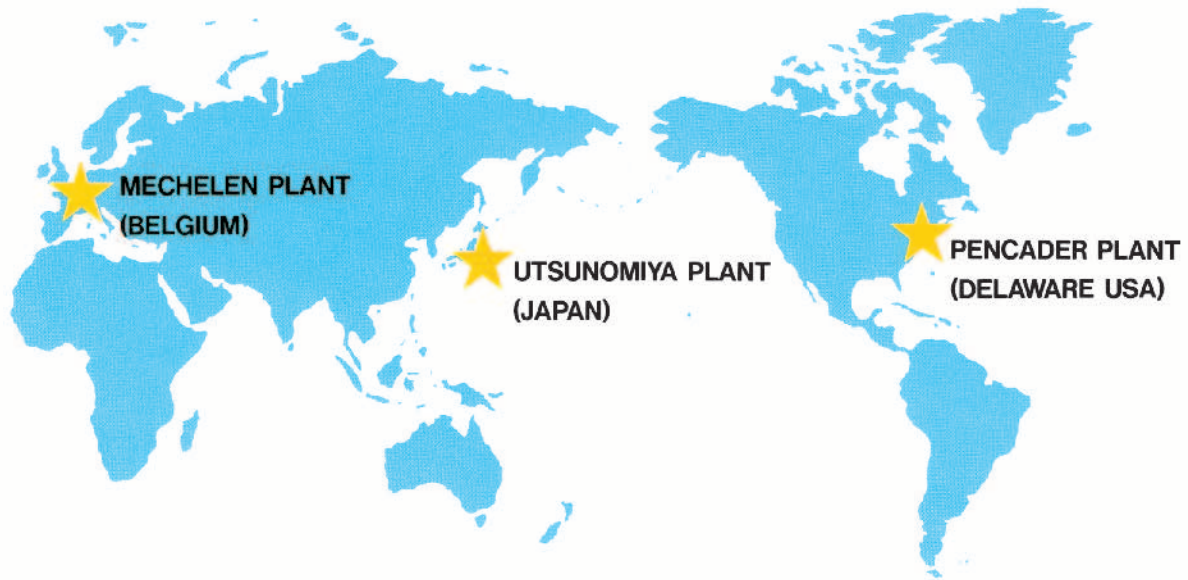 MECHELEN PLANT
(BELGIUM)
UTSUNOMIYA PLANT
(JAPAN)
PENCADER PLANT
(DELAWARE USA)